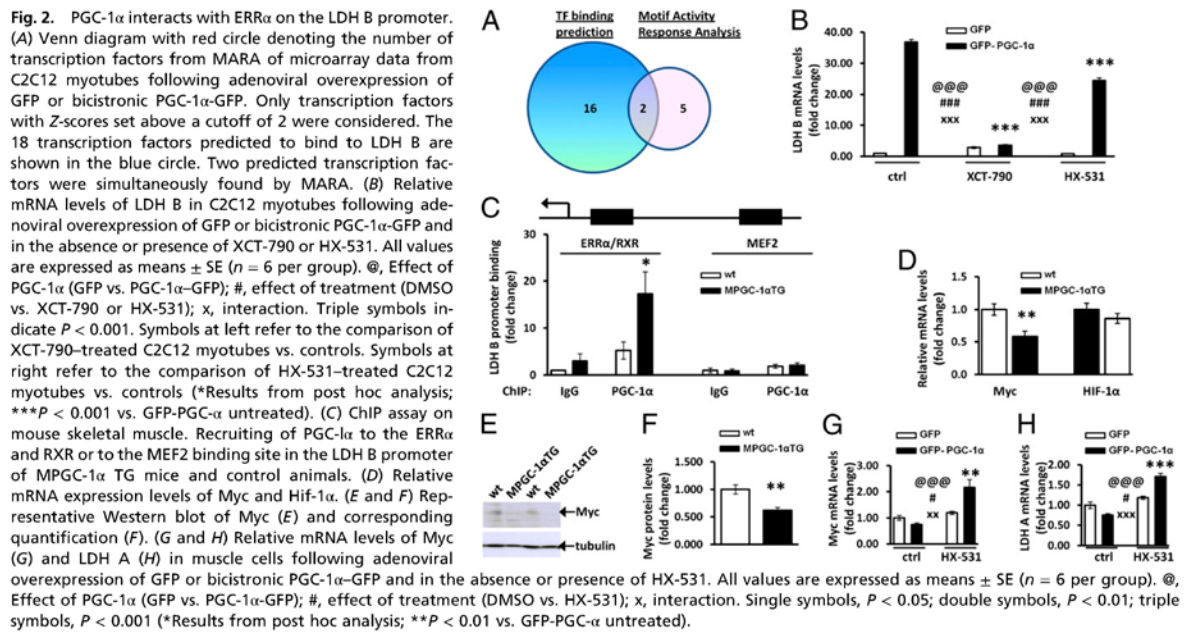 Fig. 2. PGC-1α interacts with ERRα on the LDH B promoter.
(A) Venn diagram with red circle denoting the number of
transcription factors from MARA of microarray data from
C2C12 myotubes following adenoviral overexpression of
GFP or bicistronic PGC-1α-GFP. Only transcription factors
with Z-scores set above a cutoff of 2 were considered. The
18 transcription factors predicted to bind to LDH B are
shown in the blue circle. Two predicted transcription fac-
tors were simultaneously found by MARA. (B) Relative
mRNA levels of LDH B in C2C12 myotubes following ade-
noviral overexpression of GFP or bicistronic PGC-1α-GFP and
in the absence or presence of XCT-790 or HX-531. All values
are expressed as means ± SE (n = 6 per group). @, Effect of
PGC-1α (GFP vs. PGC-1α–GFP); #, effect of treatment (DMSO
vs. XCT-790 or HX-531); x, interaction. Triple symbols in-
dicate P < 0.001. Symbols at left refer to the comparison of
XCT-790–treated C2C12 myotubes vs. controls. Symbols at
right refer to the comparison of HX-531–treated C2C12
myotubes vs. controls (*Results from post hoc analysis;
***P < 0.001 vs. GFP-PGC-α untreated). (C) ChIP assay on
mouse skeletal muscle. Recruiting of PGC-lα to the ERRα
and RXR or to the MEF2 binding site in the LDH B promoter
of MPGC-1α TG mice and control animals. (D) Relative
mRNA expression levels of Myc and Hif-1α. (E and F) Rep-
resentative Western blot of Myc (E) and corresponding
quantification (F). (G and H) Relative mRNA levels of Myc
(G) and LDH A (H) in muscle cells following adenoviral
overexpression of GFP or bicistronic PGC-1α–GFP and in the absence or presence of HX-531. All values are expressed as means ± SE (n = 6 per group). @,
Effect of PGC-1α (GFP vs. PGC-1α-GFP); #, effect of treatment (DMSO vs. HX-531); x, interaction. Single symbols, P < 0.05; double symbols, P < 0.01; triple
symbols, P < 0.001 (*Results from post hoc analysis; **P < 0.01 vs. GFP-PGC-α untreated).
A
TF binding
prediction
Motif Activity
Response Analysis
16
2
5
B
GFP
GFP- PGC-1α
LDH B mRNA levels
(fold change)
40.00
30.00
20.00
10.00
0.00
@@@
###
xxx
***
@@@
###
xxx
***
ctrl
XCT-790
HX-531
C
LDH B promoter binding
(fold change)
30
20
10
0
ERRα/RXR
MEF2
*
wt
MPGC-1αTG
ChIP:
IgG
PGC-1α
IgG
PGC-1α
D
Relative mRNA levels
(fold change)
1.5
1.0
0.5
0.0
wt
MPGC-1αTG
**
Myc
HIF-1α
E
wt
MPGC-1αTG
wt
MPGC-1αTG
Myc
tubulin
F
wt
MPGC-1αTG
Myc protein levels
(fold change)
1.500
1.000
0.500
0.000
**
G
GFP
GFP- PGC-1α
Myc mRNA levels
(fold change)
3.00
2.00
1.00
0.00
@@@
#
xx
**
ctrl
HX-531
H
GFP
GFP- PGC-1α
LDH A mRNA levels
(fold change)
2.00
1.50
1.00
0.50
0.00
@@@
#
xxx
***
ctrl
HX-531